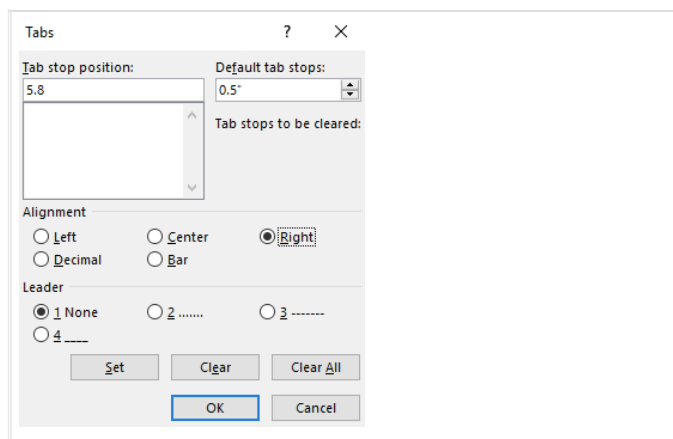 Tabs ? ×
Tab stop position: Default tab stops:
5.8 0.5"
Tab stops to be cleared:
Alignment
Left Center Right
Decimal Bar
Leader
1 None 2 ....... 3 -------
4 ____
Set Clear Clear All
OK Cancel